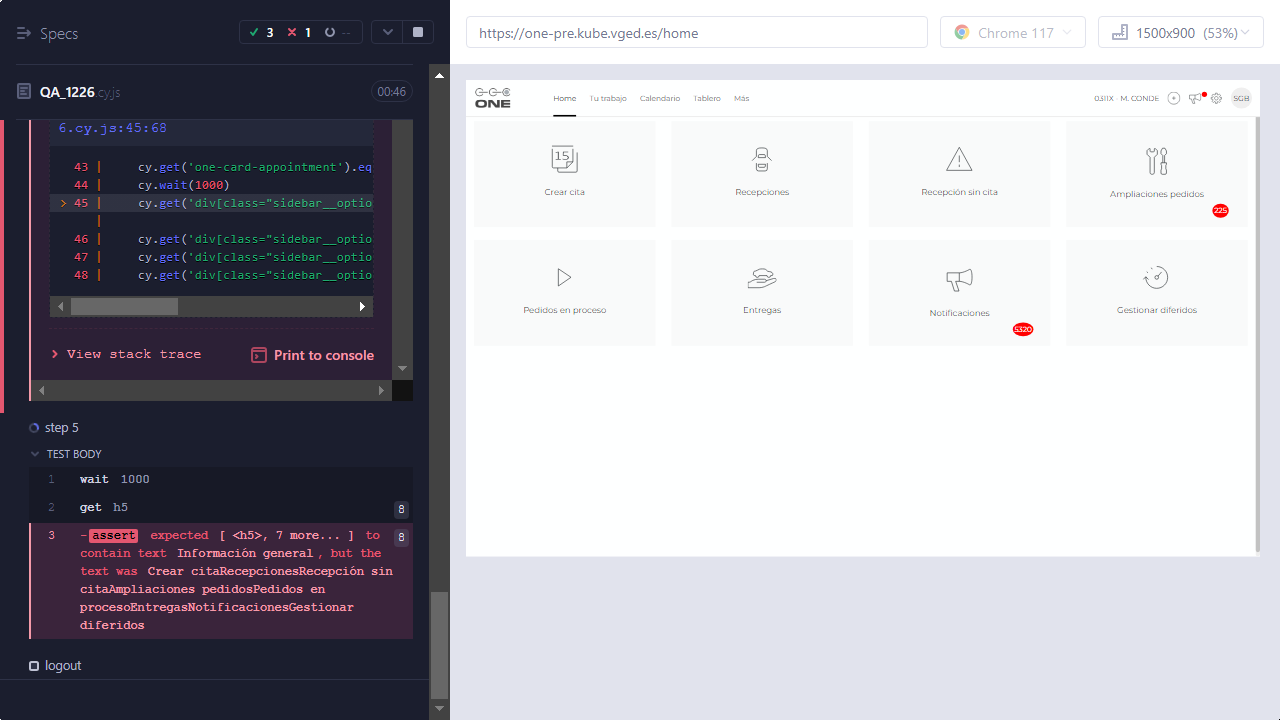 Specs
3 1 --
QA_1226 cy.js
00:46
6.cy.js:45:68
43 | cy.get('one-card-appointment').eq
44 | cy.wait(1000)
> 45 | cy.get('div[class="sidebar__optio
|
46 | cy.get('div[class="sidebar__optio
47 | cy.get('div[class="sidebar__optio
48 | cy.get('div[class="sidebar__optio
View stack trace
Print to console
step 5
TEST BODY
1 wait 1000
2 get h5 8
3 -assert expected [ <h5>, 7 more... ] to 8
contain text Información general, but the
text was Crear citaRecepcionesRecepción sin
citaAmpliaciones pedidosPedidos en
procesoEntregasNotificacionesGestionar
diferidos
logout
https://one-pre.kube.vged.es/home
Chrome 117
1500x900 (53%)
ONE
Home Tu trabajo Calendario Tablero Más
0311X M. CONDE SGB
15
Crear cita
Recepciones
Recepción sin cita
Ampliaciones pedidos
225
Pedidos en proceso
Entregas
Notificaciones
5320
Gestionar diferidos